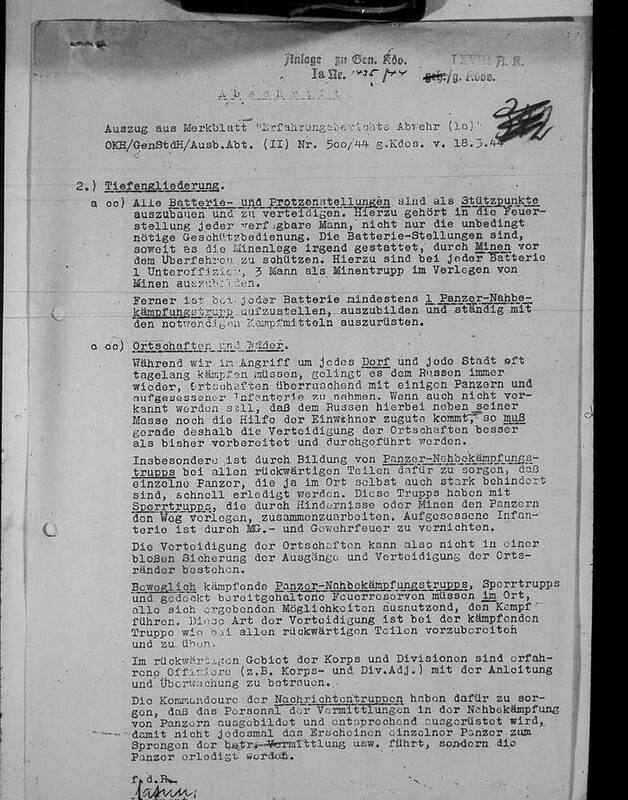 Anlage zu Gen. Kdo. LXVIII A. K.
Ia Nr. /44 geh./g. Kdos.
Abschrift
Auszug aus Merkblatt "Erfahrungsberichte Abwehr (10)"
OKH/GenStdH/Ausb.Abt. (II) Nr. 500/44 g.Kdos. v. 18.3.44
2.) Tiefengliederung.
a cc) Alle Batterie- und Protzenstellungen sind als Stützpunkte
auszubauen und zu verteidigen. Hierzu gehört in die Feuer-
stellung jeder verfügbare Mann, nicht nur die unbedingt
nötige Geschützbedienung. Die Batterie-Stellungen sind,
soweit es die Minenlage irgend gestattet, durch Minen vor
dem Überfahren zu schützen. Hierzu sind bei jeder Batterie
1 Unteroffizier, 3 Mann als Minentrupp im Verlegen von
Minen auszubilden.
Ferner ist bei jeder Batterie mindestens 1 Panzer-Nahbe-
kämpfungstrupp aufzustellen, auszubilden und ständig mit
den notwendigen Kampfmitteln auszurüsten.
c cc) Ortschaften und Wälder.
Während wir im Angriff um jedes Dorf und jede Stadt oft
tagelang kämpfen müssen, gelingt es dem Russen immer
wieder, Ortschaften überraschend mit einigen Panzern und
aufgesessener Infanterie zu nehmen. Wenn auch nicht ver-
kannt werden soll, daß dem Russen hierbei neben seiner
Masse noch die Hilfe der Einwohner zugute kommt, so muß
gerade deshalb die Verteidigung der Ortschaften besser
als bisher vorbereitet und durchgeführt werden.
Insbesondere ist durch Bildung von Panzer-Nahbekämpfungs-
trupps bei allen rückwärtigen Teilen dafür zu sorgen, daß
einzelne Panzer, die ja im Ort selbst auch stark behindert
sind, schnell erledigt werden. Diese Trupps haben mit
Sperrtrupps, die durch Hindernisse oder Minen den Panzern
den Weg verlegen, zusammenzuarbeiten. Aufgesessene Infan-
terie ist durch MG.- und Gewehrfeuer zu vernichten.
Die Verteidigung der Ortschaften kann also nicht in einer
bloßen Sicherung der Ausgänge und Verteidigung der Orts-
ränder bestehen.
Beweglich kämpfende Panzer-Nahbekämpfungstrupps, Sperrtrupps
und gedeckt bereitgehaltene Feuerreserven müssen im Ort,
alle sich ergebenden Möglichkeiten ausnutzend, den Kampf
führen. Diese Art der Verteidigung ist bei der kämpfenden
Truppe wie bei allen rückwärtigen Teilen vorzubereiten
und zu üben.
Im rückwärtigen Gebiet der Korps und Divisionen sind erfah-
rene Offiziere (z.B. Korps- und Div.Adj.) mit der Anleitung
und Überwachung zu betrauen.
Die Kommandeure der Nachrichtentruppen haben dafür zu sor-
gen, daß das Personal der Vermittlungen in der Nahbekämpfung
von Panzern ausgebildet und entsprechend ausgerüstet wird,
damit nicht jedesmal das Erscheinen einzelner Panzer zum
Sprengen der betr. Vermittlung usw. führt, sondern die
Panzer erledigt werden.
f.d.R.